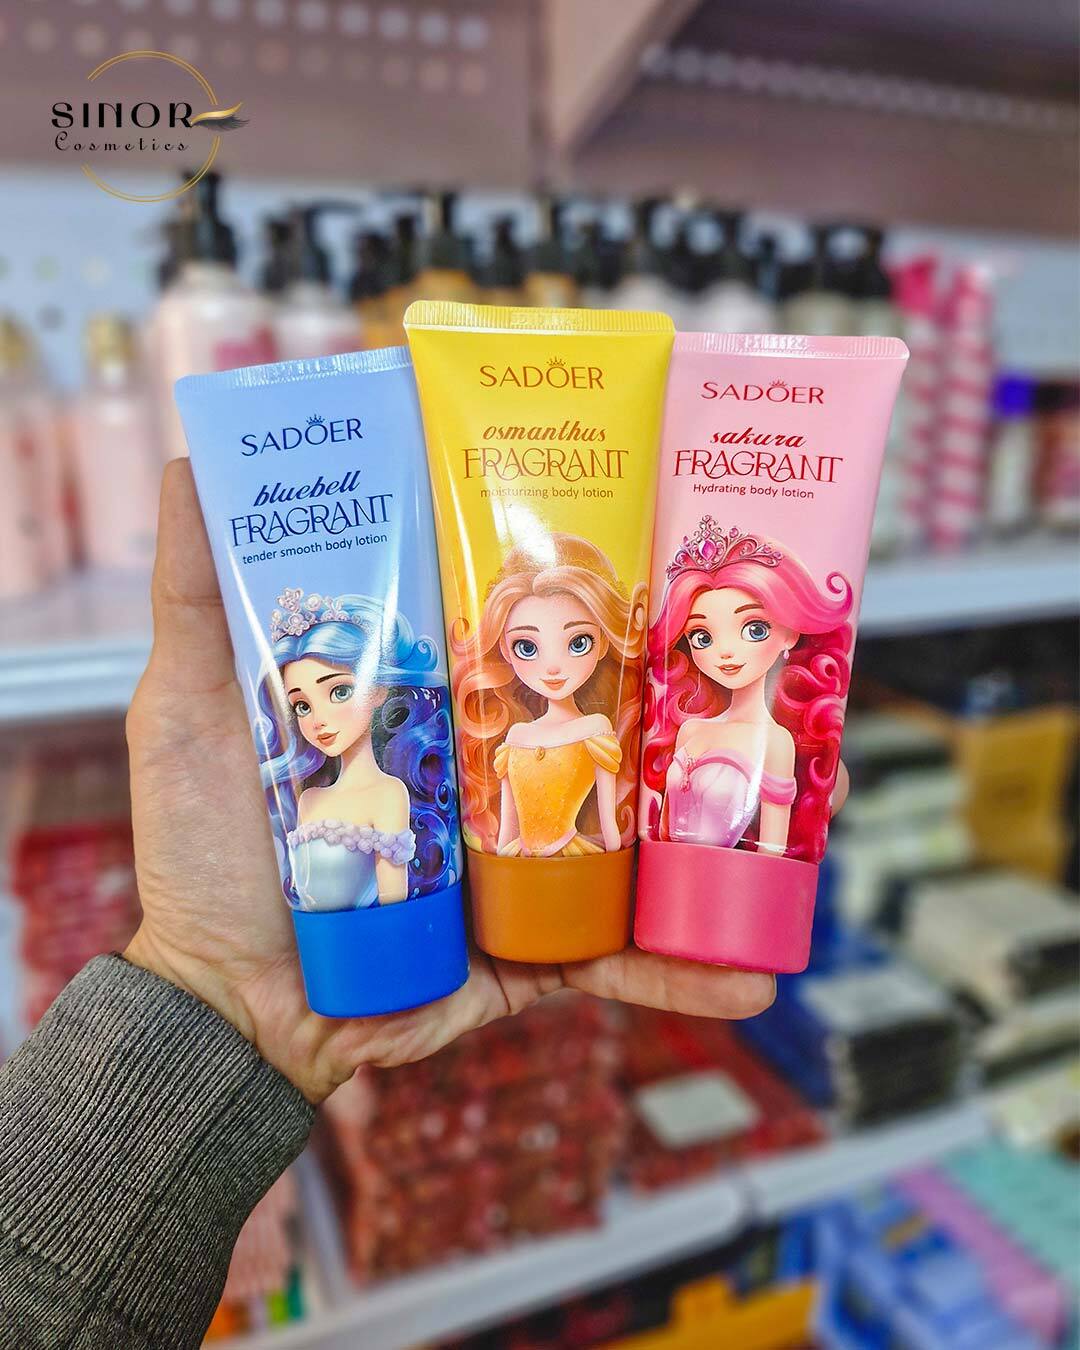 SINOR
Cosmetics
SADOER
bluebell
FRAGRANT
tender smooth body lotion
SADOER
osmanthus
FRAGRANT
moisturizing body lotion
SADOER
sakura
FRAGRANT
Hydrating body lotion